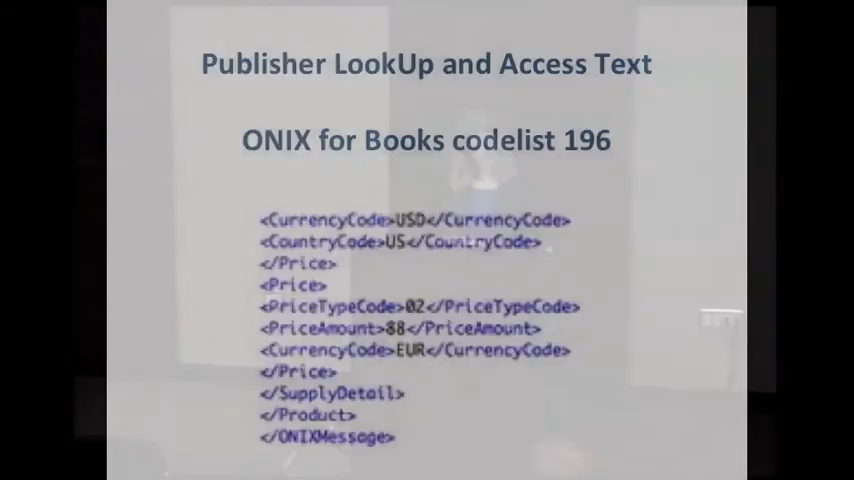 Publisher LookUp and Access Text
ONIX for Books codelist 196
<CurrencyCode>USD</CurrencyCode>
<CountryCode>US</CountryCode>
</Price>
<Price>
<PriceTypeCode>02</PriceTypeCode>
<PriceAmount>88</PriceAmount>
<CurrencyCode>EUR</CurrencyCode>
</Price>
</SupplyDetail>
</Product>
</ONIXMessage>